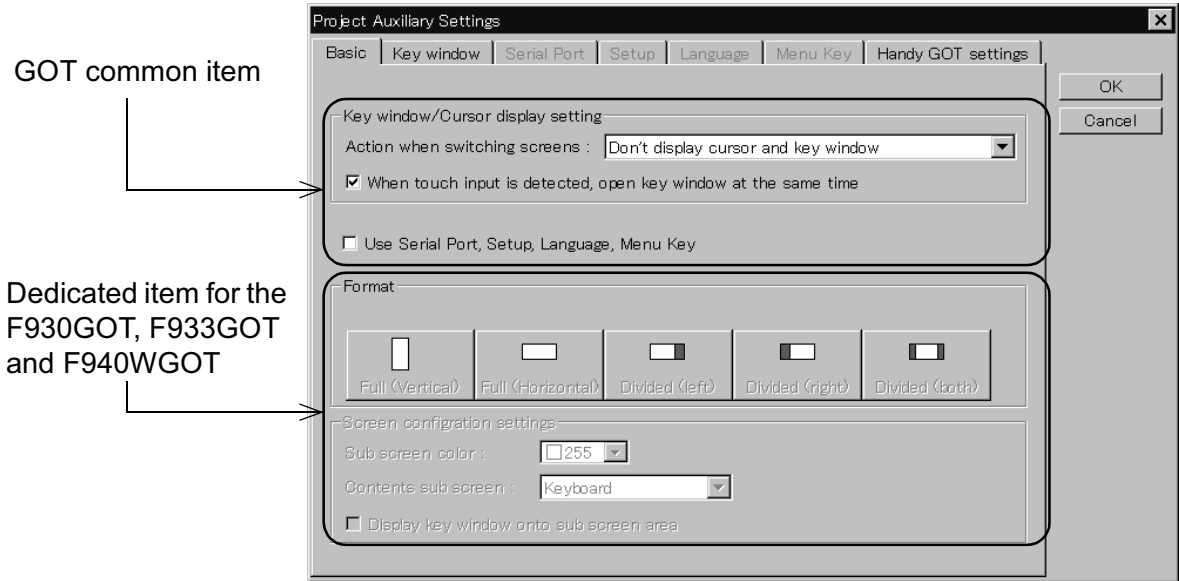 Project Auxiliary Settings
Basic Key window Serial Port Setup Language Menu Key Handy GOT settings
GOT common item
OK
Cancel
Key window/Cursor display setting
Action when switching screens : Don't display cursor and key window
When touch input is detected, open key window at the same time
Use Serial Port, Setup, Language, Menu Key
Dedicated item for the
F930GOT, F933GOT
and F940WGOT
Format
Full (Vertical) Full (Horizontal) Divided (left) Divided (right) Divided (both)
Screen configration settings
Sub screen color : 255
Contents sub screen : Keyboard
Display key window onto sub screen area